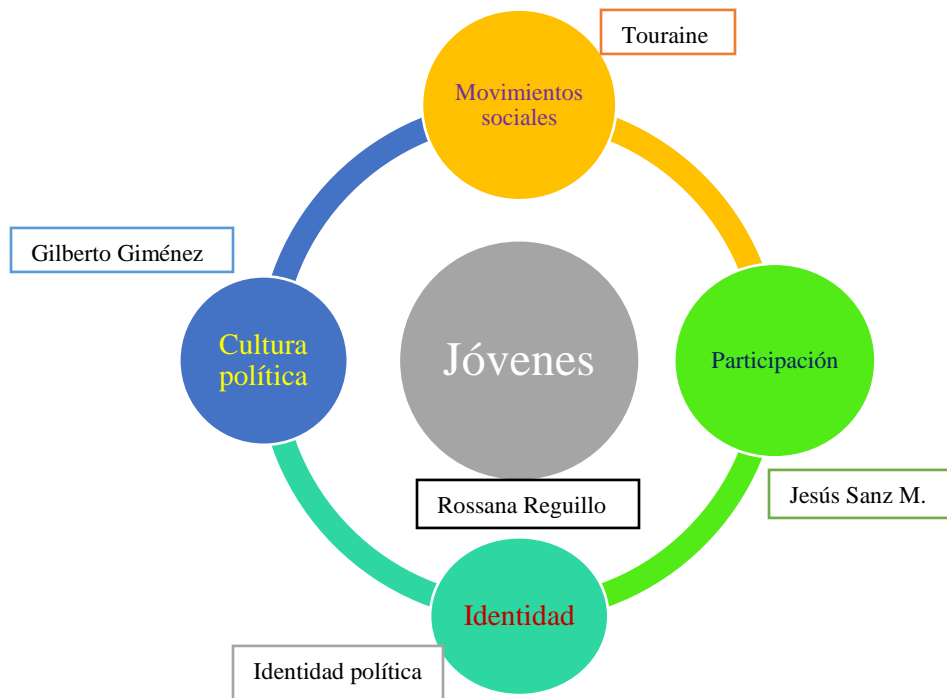 Touraine
Movimientos
sociales
Gilberto Giménez
Cultura
política
Jóvenes
Participación
Rossana Reguillo
Jesús Sanz M.
Identidad
Identidad política